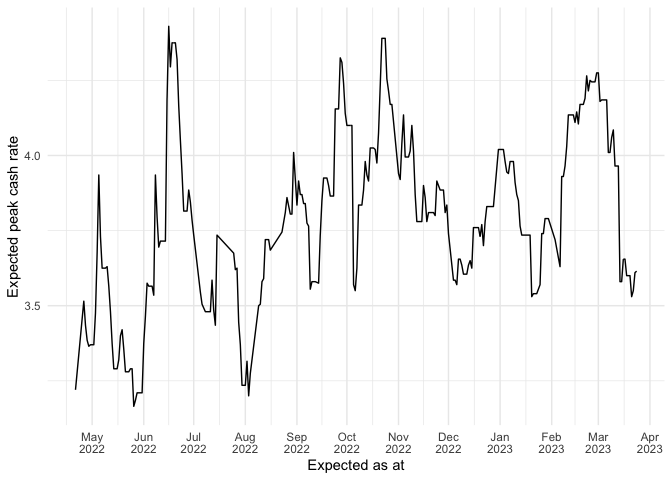 Expected peak cash rate
4.0
3.5
May Jun Jul Aug Sep Oct Nov Dec Jan Feb Mar Apr
2022 2022 2022 2022 2022 2022 2022 2022 2023 2023 2023 2023
Expected as at